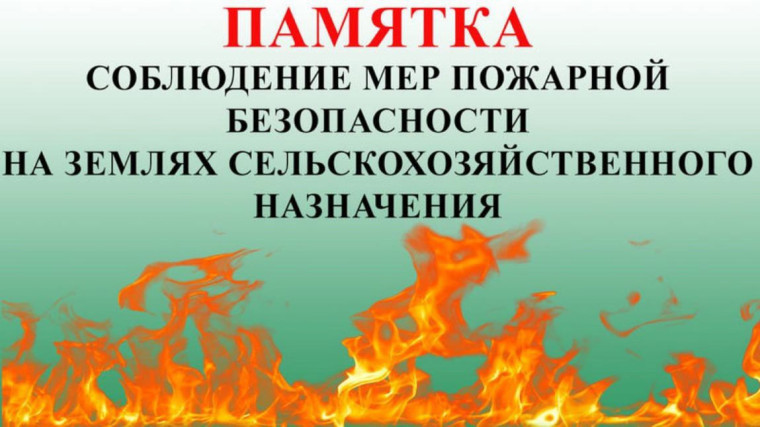 ПАМЯТКА
СОБЛЮДЕНИЕ МЕР ПОЖАРНОЙ
БЕЗОПАСНОСТИ
НА ЗЕМЛЯХ СЕЛЬСКОХОЗЯЙСТВЕННОГО
НАЗНАЧЕНИЯ